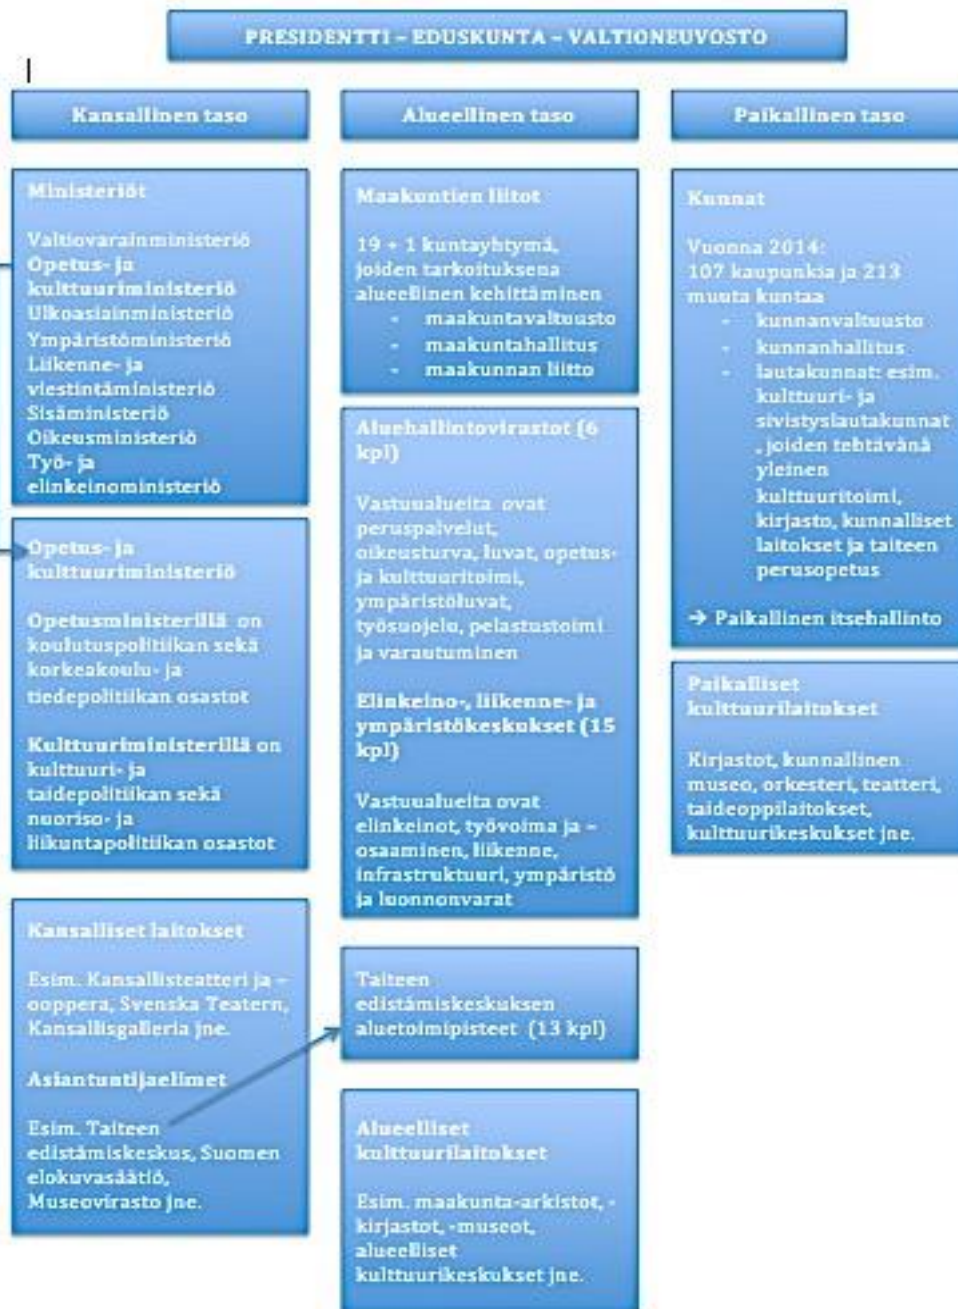 PRESIDENTTI – EDUSKUNTA – VALTIONEUVOSTO
Kansallinen taso
Ministeriöt
Valtiovarainministeriö
Opetus- ja
kulttuuriministeriö
Ulkoasiainministeriö
Ympäristöministeriö
Liikenne- ja
viestintäministeriö
Sisäministeriö
Oikeusministeriö
Työ- ja
elinkeinoministeriö
Opetus- ja
kulttuuriministeriö
Opetusministerillä on
koulutuspolitiikan sekä
korkeakoulu- ja
tiedepolitiikan osastot
Kulttuuriministerillä on
kulttuuri- ja
taidepolitiikan sekä
nuoriso- ja
liikuntapolitiikan osastot
Kansalliset laitokset
Esim. Kansallisteatteri ja –
ooppera, Svenska Teatern,
Kansallisgalleria jne.
Asiantuntijaelimet
Esim. Taiteen
edistämiskeskus, Suomen
elokuvasäätiö,
Museovirasto jne.
Alueellinen taso
Maakuntien liitot
19 + 1 kuntayhtymä,
joiden tarkoituksena
alueellinen kehittäminen
- maakuntavaltuusto
- maakuntahallitus
- maakunnan liitto
Aluehallintovirastot (6
kpl)
Vastuualueita ovat
peruspalvelut,
oikeusturva, luvat, opetus-
ja kulttuuritoimi,
ympäristöluvat,
työsuojelu, pelastustoimi
ja varautuminen
Elinkeino-, liikenne- ja
ympäristökeskukset (15
kpl)
Vastuualueita ovat
elinkeinot, työvoima ja –
osaaminen, liikenne,
infrastruktuuri, ympäristö
ja luonnonvarat
Taiteen
edistämiskeskuksen
aluetoimipisteet (13 kpl)
Alueelliset
kulttuurilaitokset
Esim. maakunta-arkistot, -
kirjastot, -museot,
alueelliset
kulttuurikeskukset jne.
Paikallinen taso
Kunnat
Vuonna 2014:
107 kaupunkia ja 213
muuta kuntaa
- kunnanvaltuusto
- kunnanhallitus
- lautakunnat: esim.
kulttuuri- ja
sivistyslautakunnat
, joiden tehtävänä
yleinen
kulttuuritoimi,
kirjasto, kunnalliset
laitokset ja taiteen
perusopetus
→ Paikallinen itsehallinto
Paikalliset
kulttuurilaitokset
Kirjastot, kunnallinen
museo, orkesteri, teatteri,
taideoppilaitokset,
kulttuurikeskukset jne.